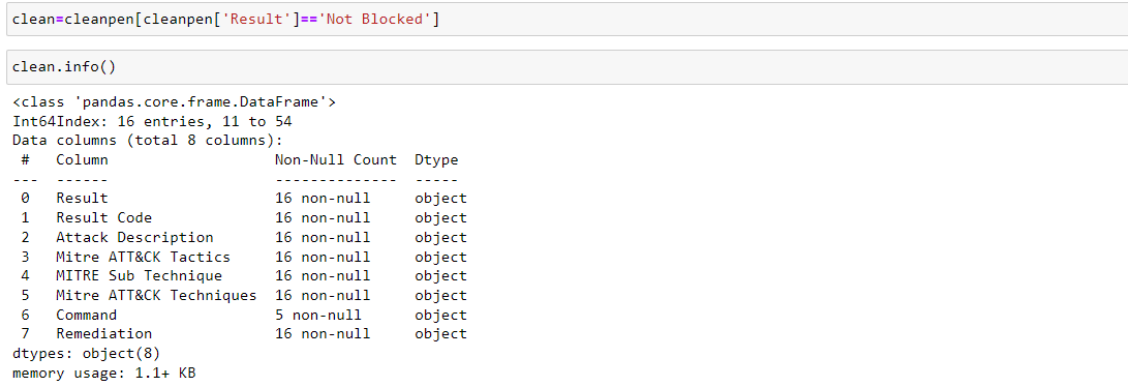 clean=cleanpen[cleanpen['Result']=='Not Blocked']
clean.info()
<class 'pandas.core.frame.DataFrame'>
Int64Index: 16 entries, 11 to 54
Data columns (total 8 columns):
 #   Column                   Non-Null Count  Dtype
---  ------                   --------------  -----
 0   Result                   16 non-null     object
 1   Result Code              16 non-null     object
 2   Attack Description       16 non-null     object
 3   Mitre ATT&CK Tactics     16 non-null     object
 4   MITRE Sub Technique      16 non-null     object
 5   Mitre ATT&CK Techniques  16 non-null     object
 6   Command                  5 non-null      object
 7   Remediation              16 non-null     object
dtypes: object(8)
memory usage: 1.1+ KB